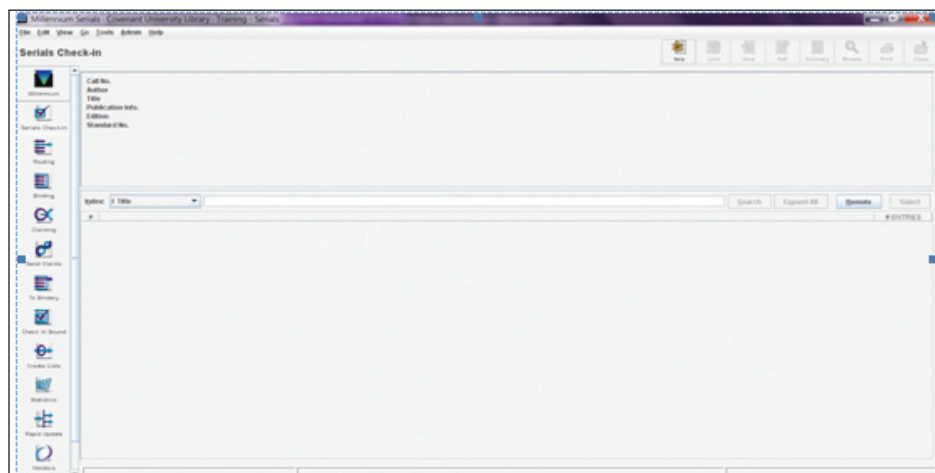 Millennium Serials - Covenant University Library - Training - Serials
File Edit View Go Tools Admin Help
Serials Check-in
New View Edit Summary Browse Print Close
Millennium
Serials Check-in
Routing
Binding
Claiming
Send Claims
To Bindery
Check In Bound
Create Lists
Statistics
Rapid Update
Vendors
Call No.
Author
Title
Publication Info.
Edition
Standard No.
Index: t Title Search Expand All Remote Select
# # ENTRIES